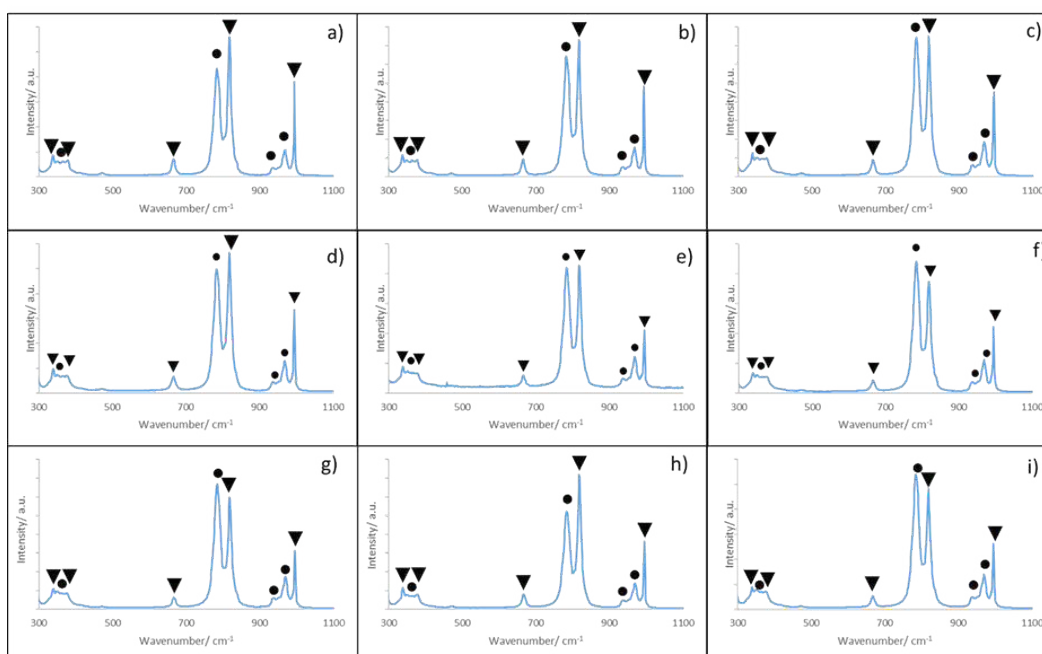 a)
Intensity/ a.u.
300 500 700 900 1100
Wavenumber/ cm⁻¹
b)
Intensity/ a.u.
300 500 700 900 1100
Wavenumber/ cm⁻¹
c)
Intensity/ a.u.
300 500 700 900 1100
Wavenumber/ cm⁻¹
d)
Intensity/ a.u.
300 500 700 900 1100
Wavenumber/ cm⁻¹
e)
Intensity/ a.u.
300 500 700 900 1100
Wavenumber/ cm⁻¹
f)
Intensity/ a.u.
300 500 700 900 1100
Wavenumber/ cm⁻¹
g)
Intensity/ a.u.
300 500 700 900 1100
Wavenumber/ cm⁻¹
h)
Intensity/ a.u.
300 500 700 900 1100
Wavenumber/ cm⁻¹
i)
Intensity/ a.u.
300 500 700 900 1100
Wavenumber/ cm⁻¹